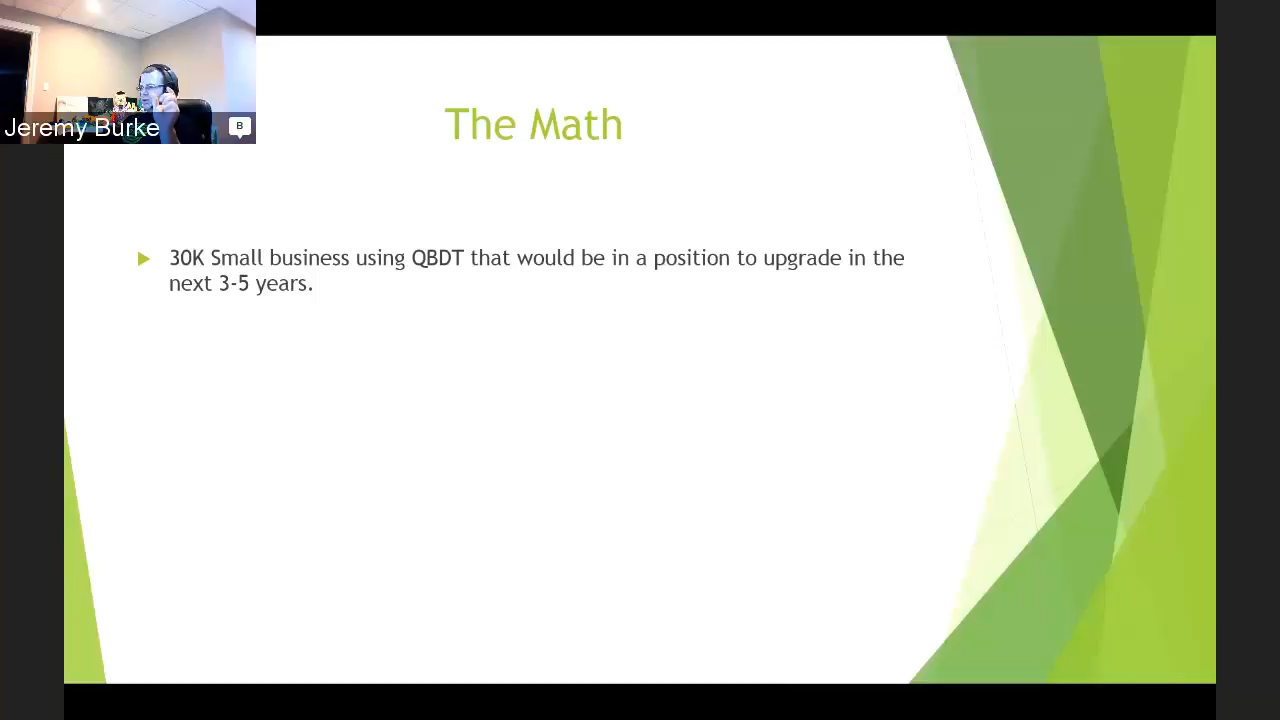 Jeremy Burke
B
The Math
30K Small business using QBDT that would be in a position to upgrade in the
next 3-5 years.